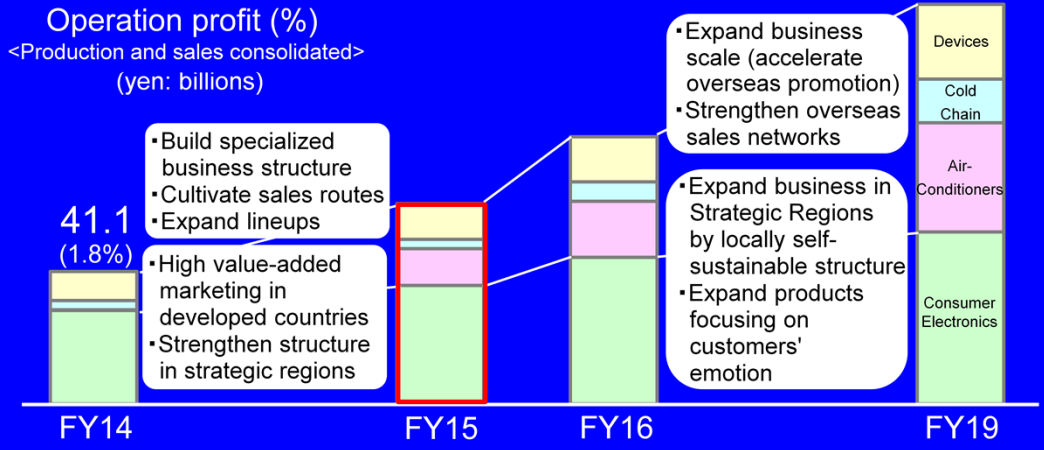 Operation profit (%)
<Production and sales consolidated>
(yen: billions)
・Build specialized
business structure
・Cultivate sales routes
・Expand lineups
・High value-added
marketing in
developed countries
・Strengthen structure
in strategic regions
・Expand business
scale (accelerate
overseas promotion)
・Strengthen overseas
sales networks
・Expand business in
Strategic Regions
by locally self-
sustainable structure
・Expand products
focusing on
customers'
emotion
41.1
(1.8%)
Devices
Cold
Chain
Air-
Conditioners
Consumer
Electronics
FY14
FY15
FY16
FY19